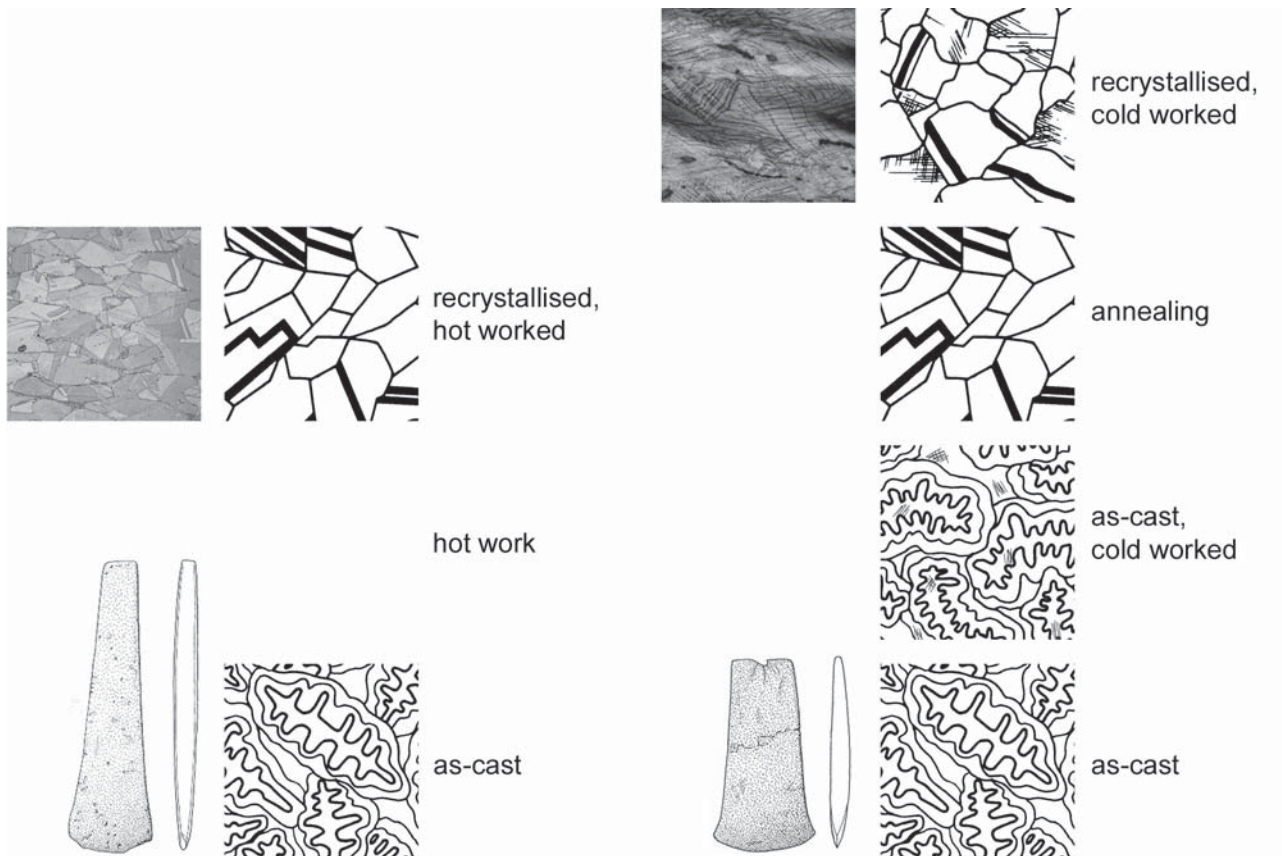 recrystallised,
cold worked
recrystallised,
hot worked
annealing
hot work
as-cast,
cold worked
as-cast
as-cast